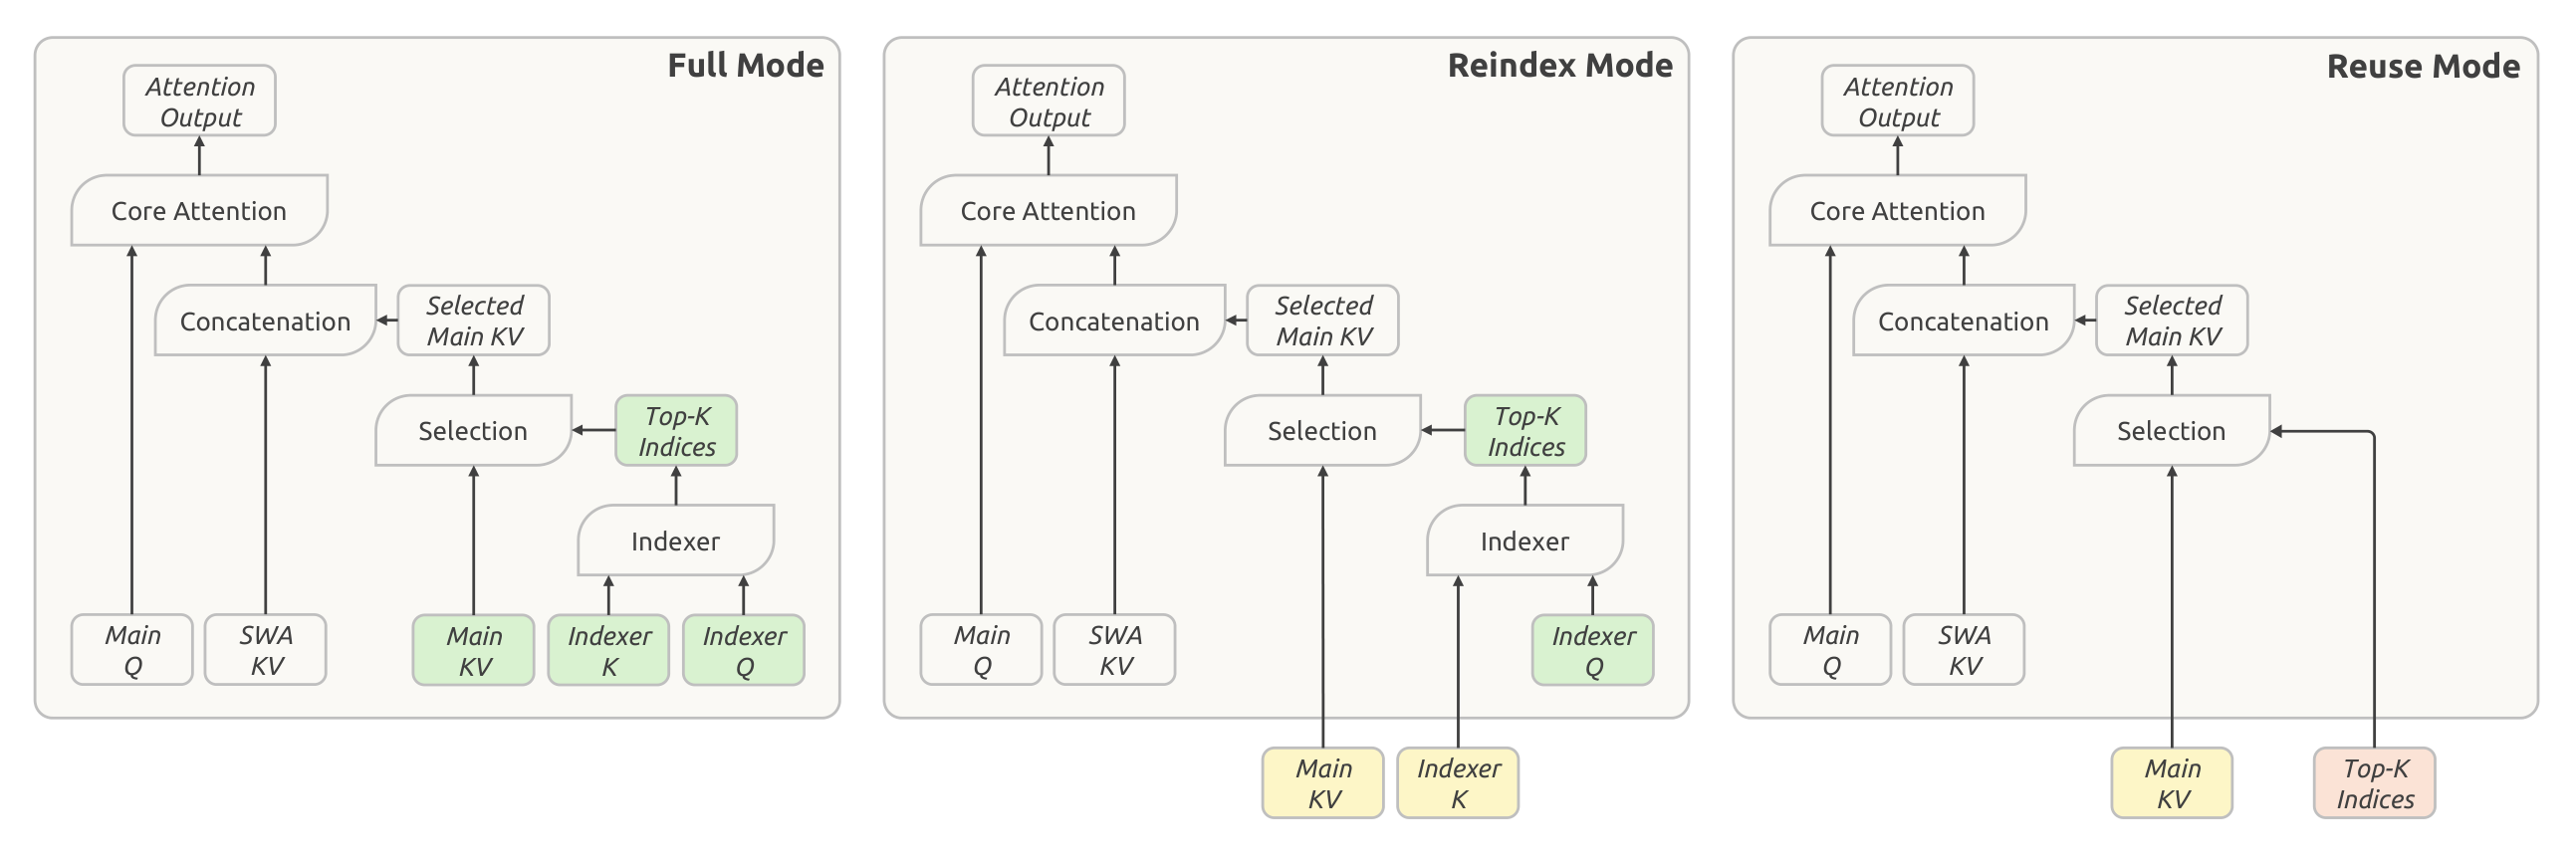 Full Mode
Attention
Output
Core Attention
Concatenation
Selected
Main KV
Selection
Top-K
Indices
Indexer
Main
Q
SWA
KV
Main
KV
Indexer
K
Indexer
Q
Reindex Mode
Attention
Output
Core Attention
Concatenation
Selected
Main KV
Selection
Top-K
Indices
Indexer
Main
Q
SWA
KV
Indexer
Q
Main
KV
Indexer
K
Reuse Mode
Attention
Output
Core Attention
Concatenation
Selected
Main KV
Selection
Main
Q
SWA
KV
Main
KV
Top-K
Indices